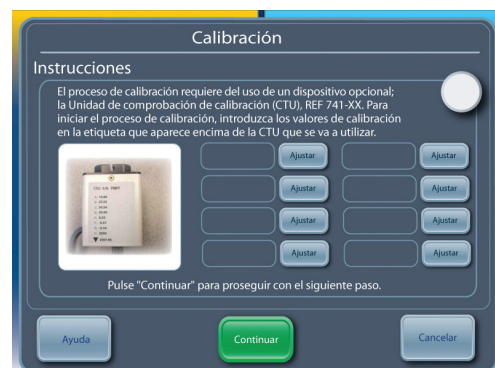 Calibración
Instrucciones
El proceso de calibración requiere del uso de un dispositivo opcional;
la Unidad de comprobación de calibración (CTU), REF 741-XX. Para
iniciar el proceso de calibración, introduzca los valores de calibración
en la etiqueta que aparece encima de la CTU que se va a utilizar.
Ajustar Ajustar
Ajustar Ajustar
Ajustar Ajustar
Ajustar Ajustar
Pulse "Continuar" para proseguir con el siguiente paso.
Ayuda Continuar Cancelar